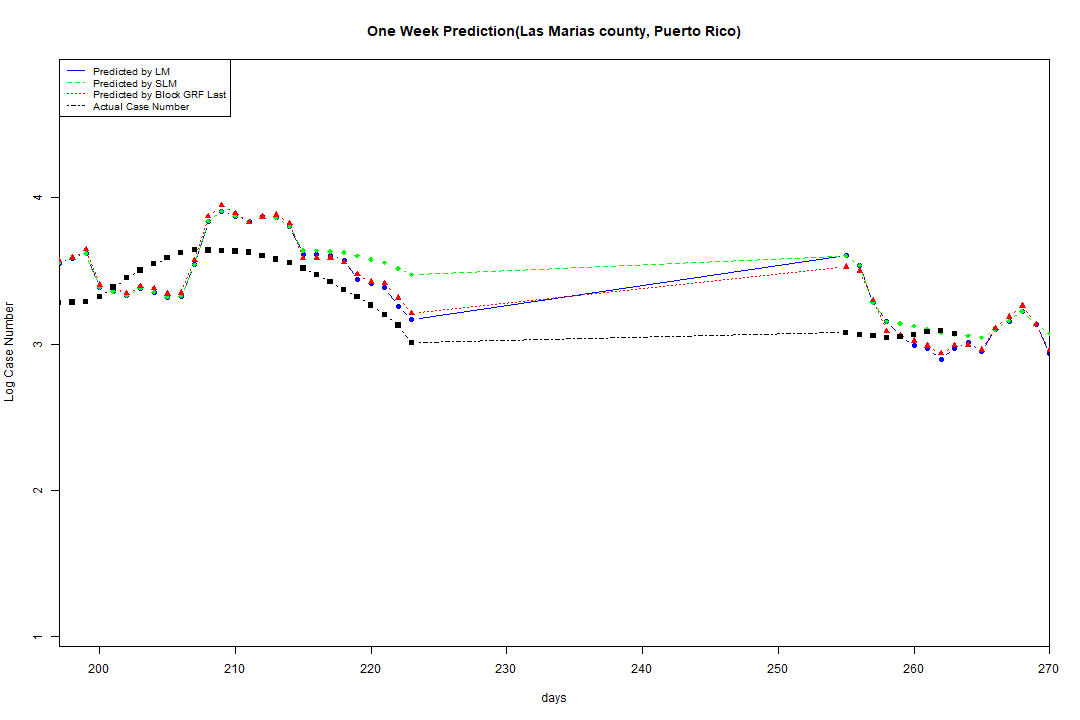 One Week Prediction(Las Marias county, Puerto Rico)
Predicted by LM
Predicted by SLM
Predicted by Block GRF Last
Actual Case Number
Log Case Number
4
3
2
1
200 210 220 230 240 250 260 270
days